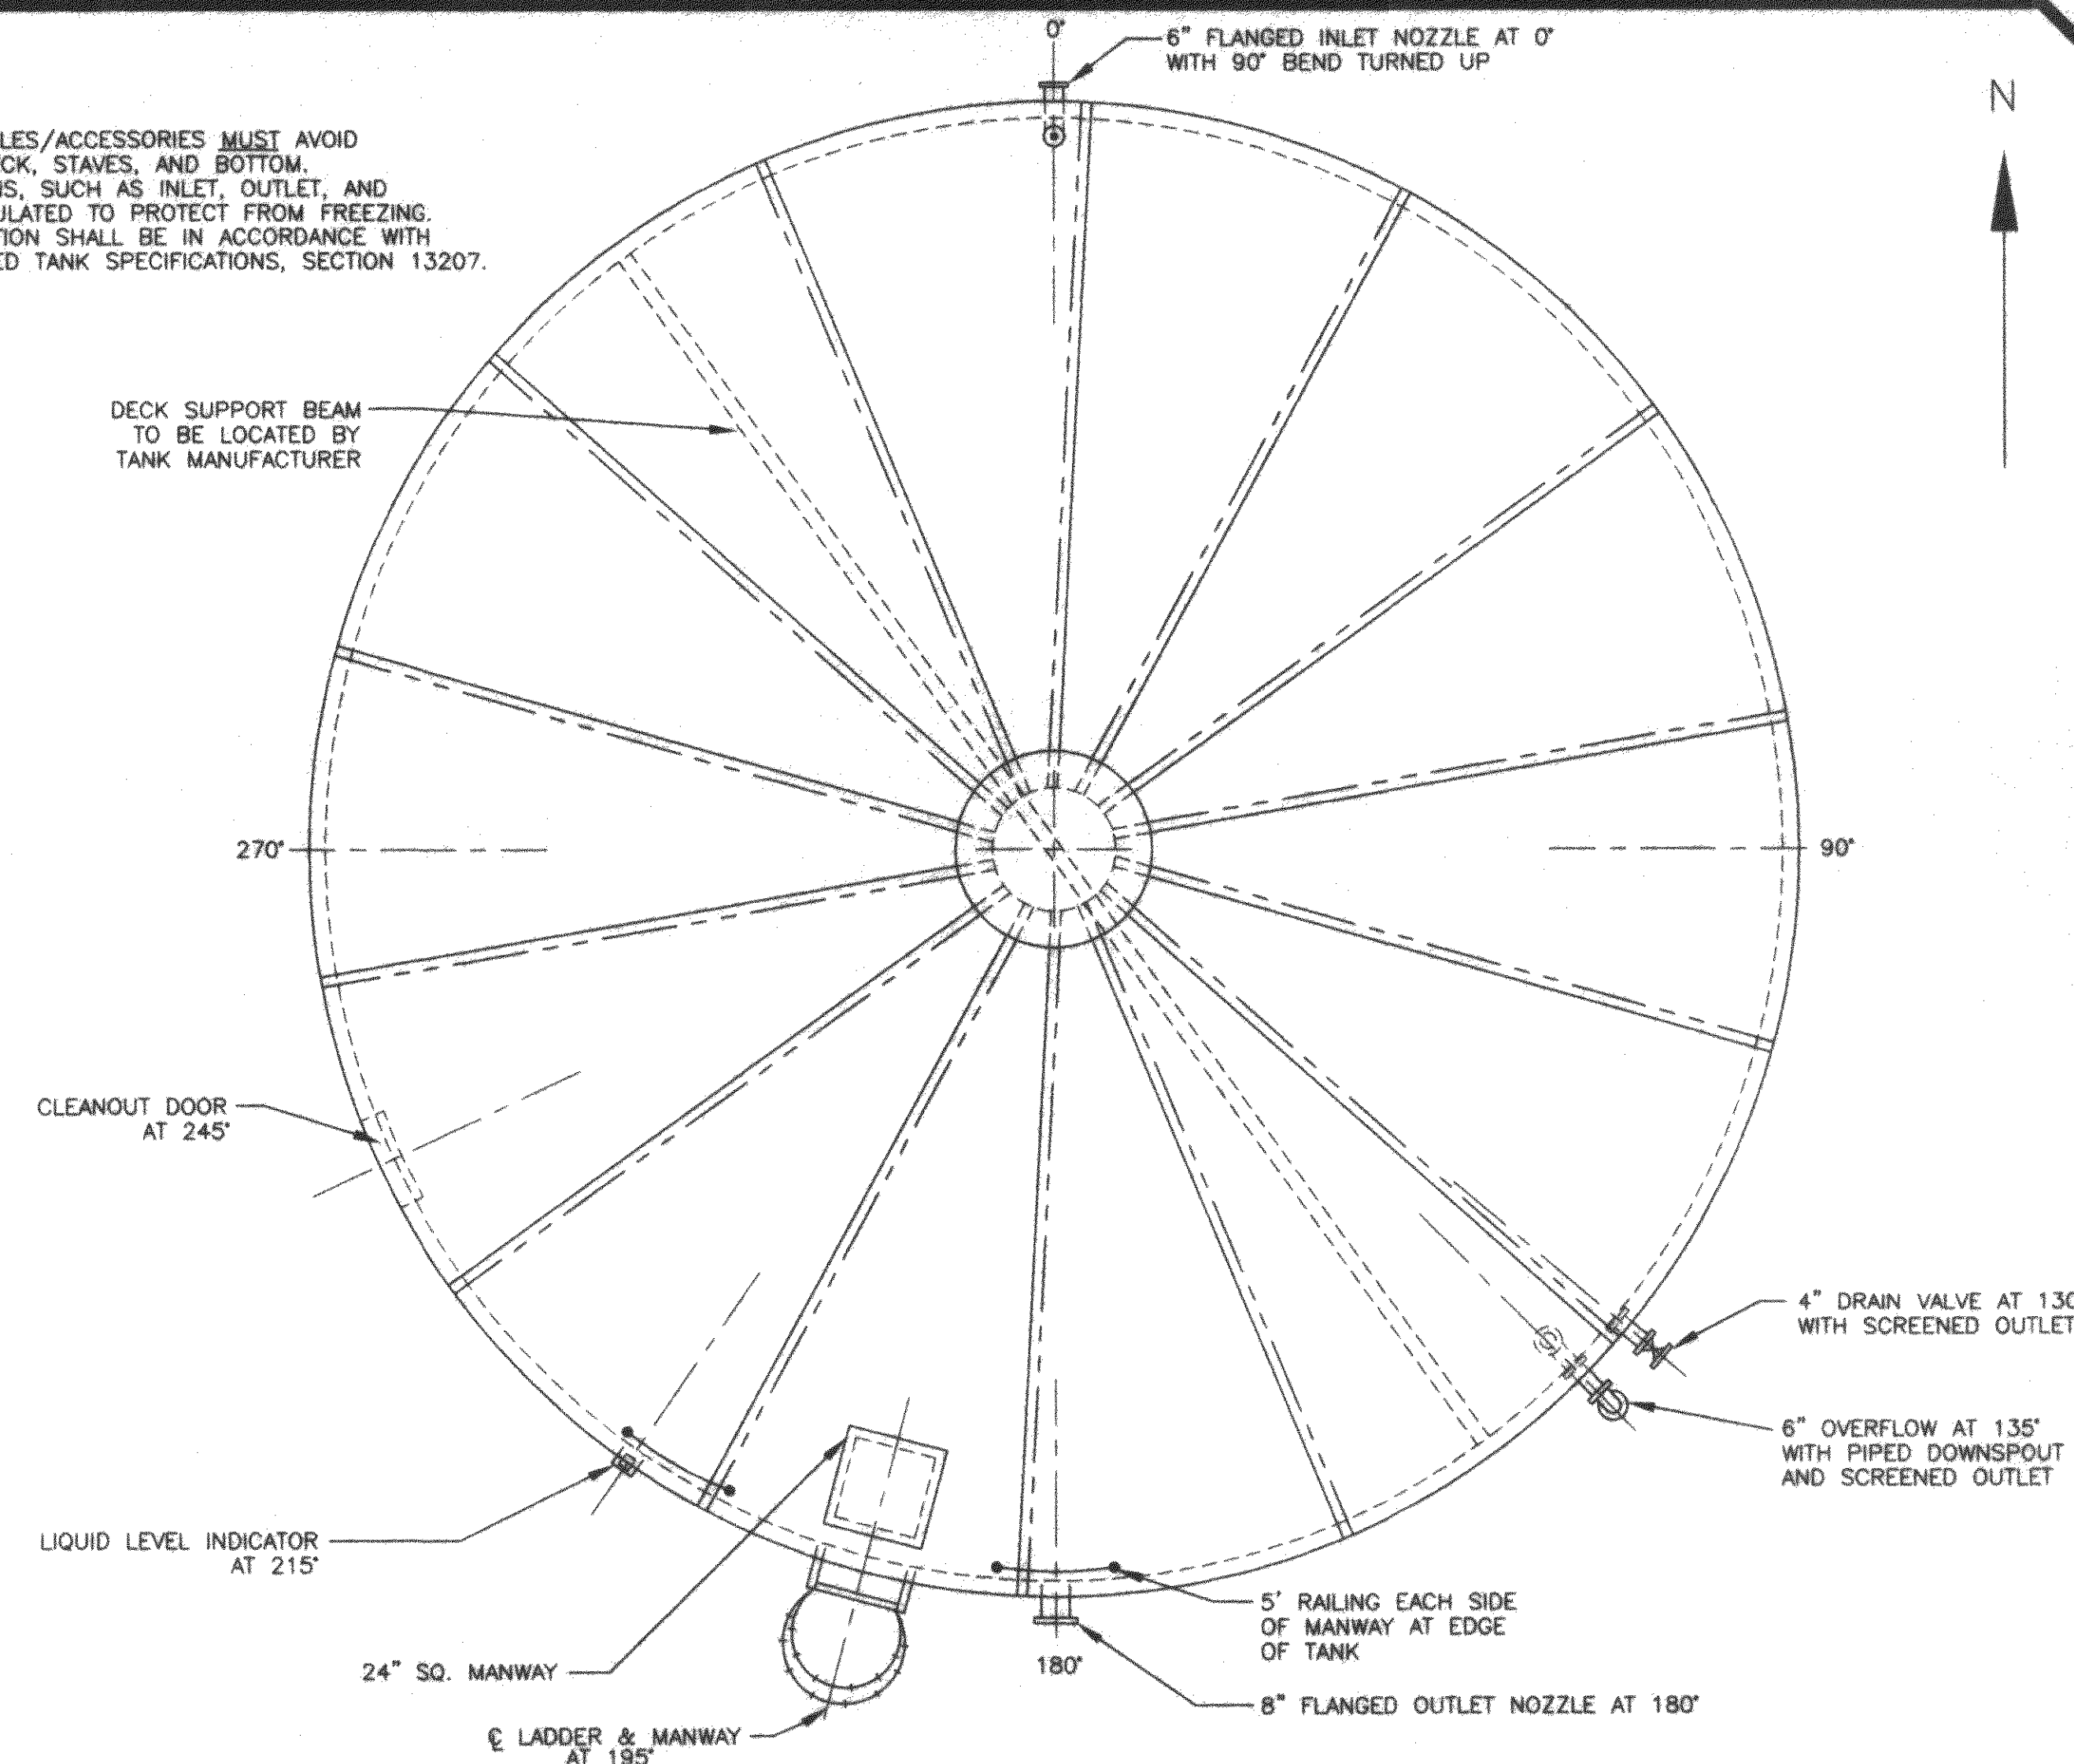 0°
6" FLANGED INLET NOZZLE AT 0°
WITH 90° BEND TURNED UP
N
LES/ACCESSORIES MUST AVOID
CK, STAVES, AND BOTTOM.
NS, SUCH AS INLET, OUTLET, AND
ULATED TO PROTECT FROM FREEZING.
TION SHALL BE IN ACCORDANCE WITH
ED TANK SPECIFICATIONS, SECTION 13207.
DECK SUPPORT BEAM
TO BE LOCATED BY
TANK MANUFACTURER
270°
90°
CLEANOUT DOOR
AT 245°
4" DRAIN VALVE AT 130
WITH SCREENED OUTLET
6" OVERFLOW AT 135°
WITH PIPED DOWNSPOUT
AND SCREENED OUTLET
LIQUID LEVEL INDICATOR
AT 215°
5' RAILING EACH SIDE
OF MANWAY AT EDGE
OF TANK
24" SQ. MANWAY
180°
8" FLANGED OUTLET NOZZLE AT 180°
℄ LADDER & MANWAY
AT 195°